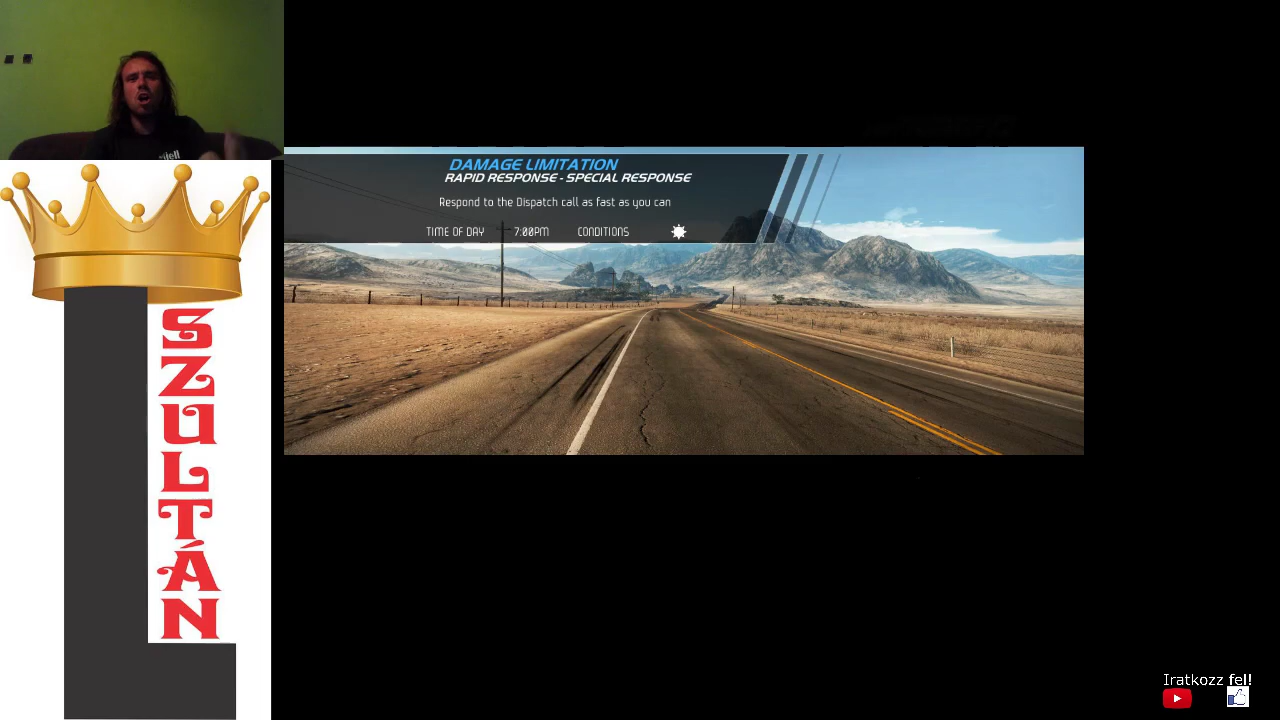 DAMAGE LIMITATION
RAPID RESPONSE - SPECIAL RESPONSE
Respond to the Dispatch call as fast as you can
TIME OF DAY 7:00PM CONDITIONS
L
SZULTÁN
Iratkozz fel!